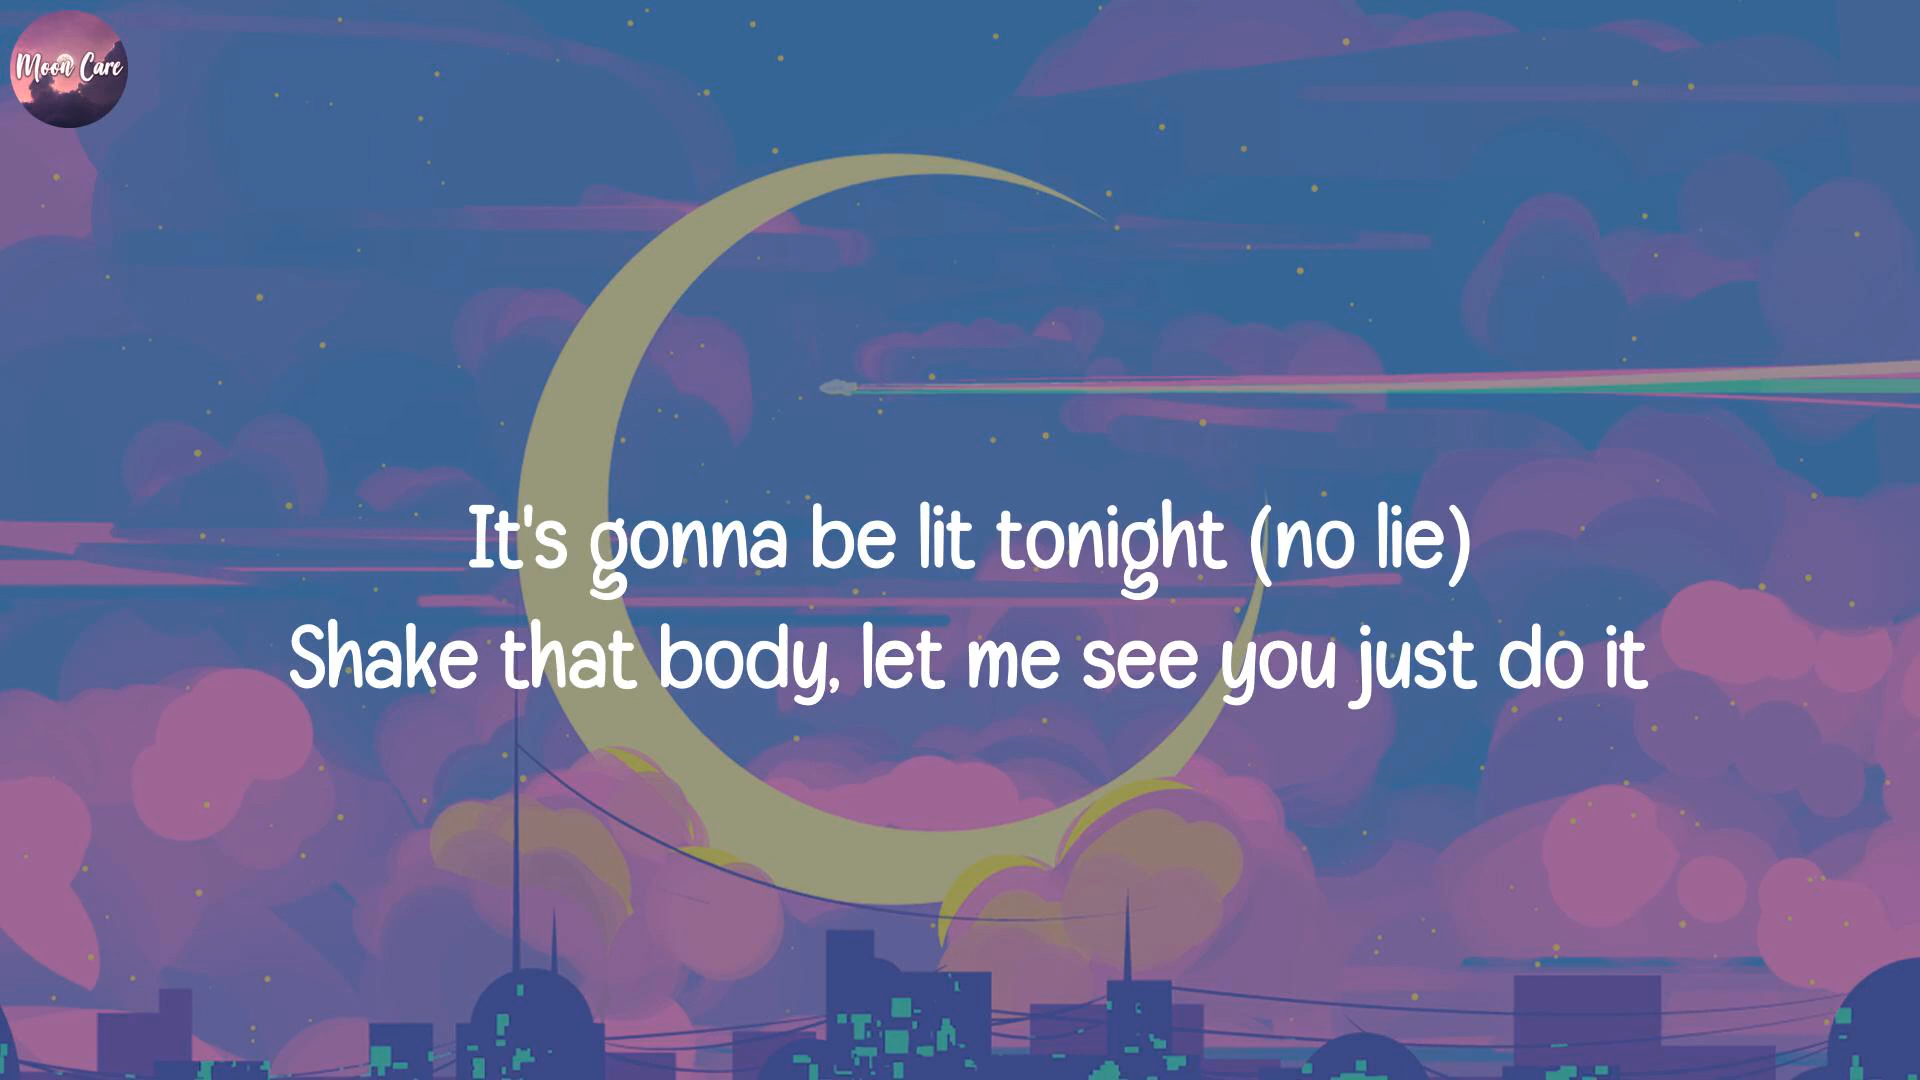 Moon Care
It's gonna be lit tonight (no lie)
Shake that body, let me see you just do it